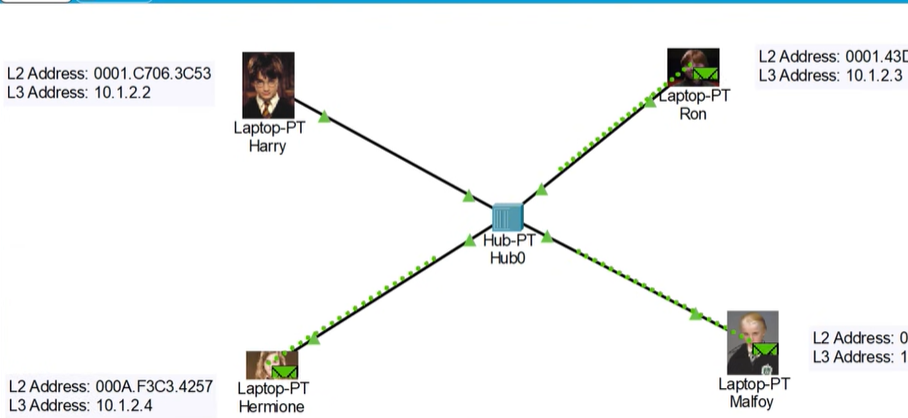 L2 Address: 0001.C706.3C53
L3 Address: 10.1.2.2
Laptop-PT
Harry
L2 Address: 0001.43D
L3 Address: 10.1.2.3
Laptop-PT
Ron
Hub-PT
Hub0
L2 Address: 000A.F3C3.4257
L3 Address: 10.1.2.4
Laptop-PT
Hermione
L2 Address: 0
L3 Address: 1
Laptop-PT
Malfoy